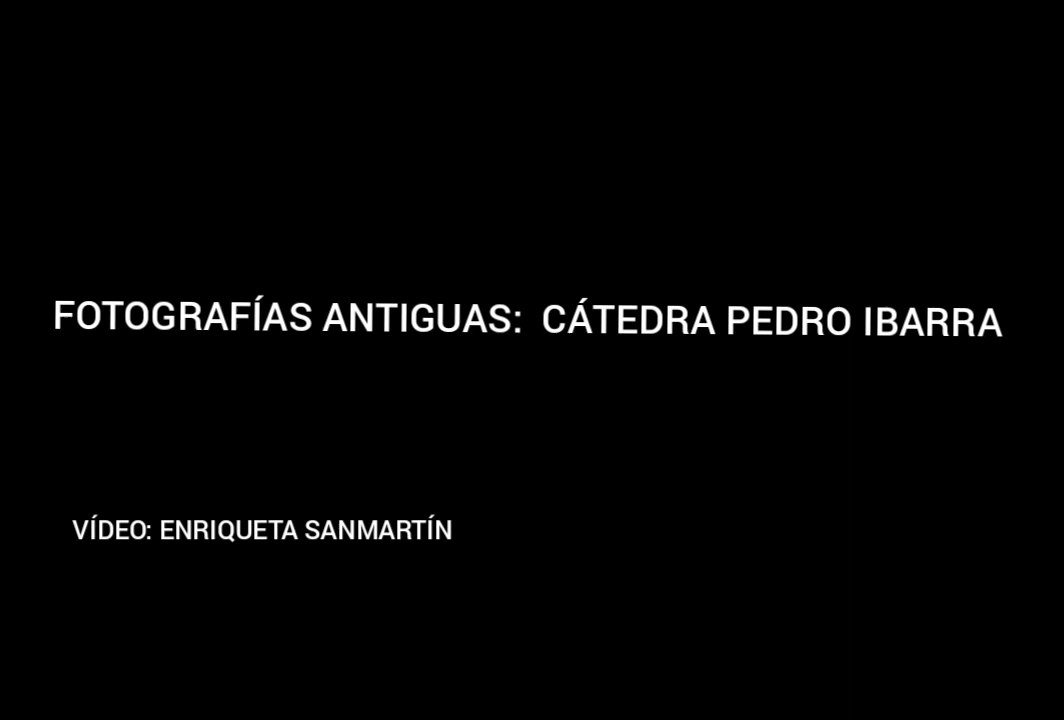 FOTOGRAFÍAS ANTIGUAS: CÁTEDRA PEDRO IBARRA
VÍDEO: ENRIQUETA SANMARTÍN